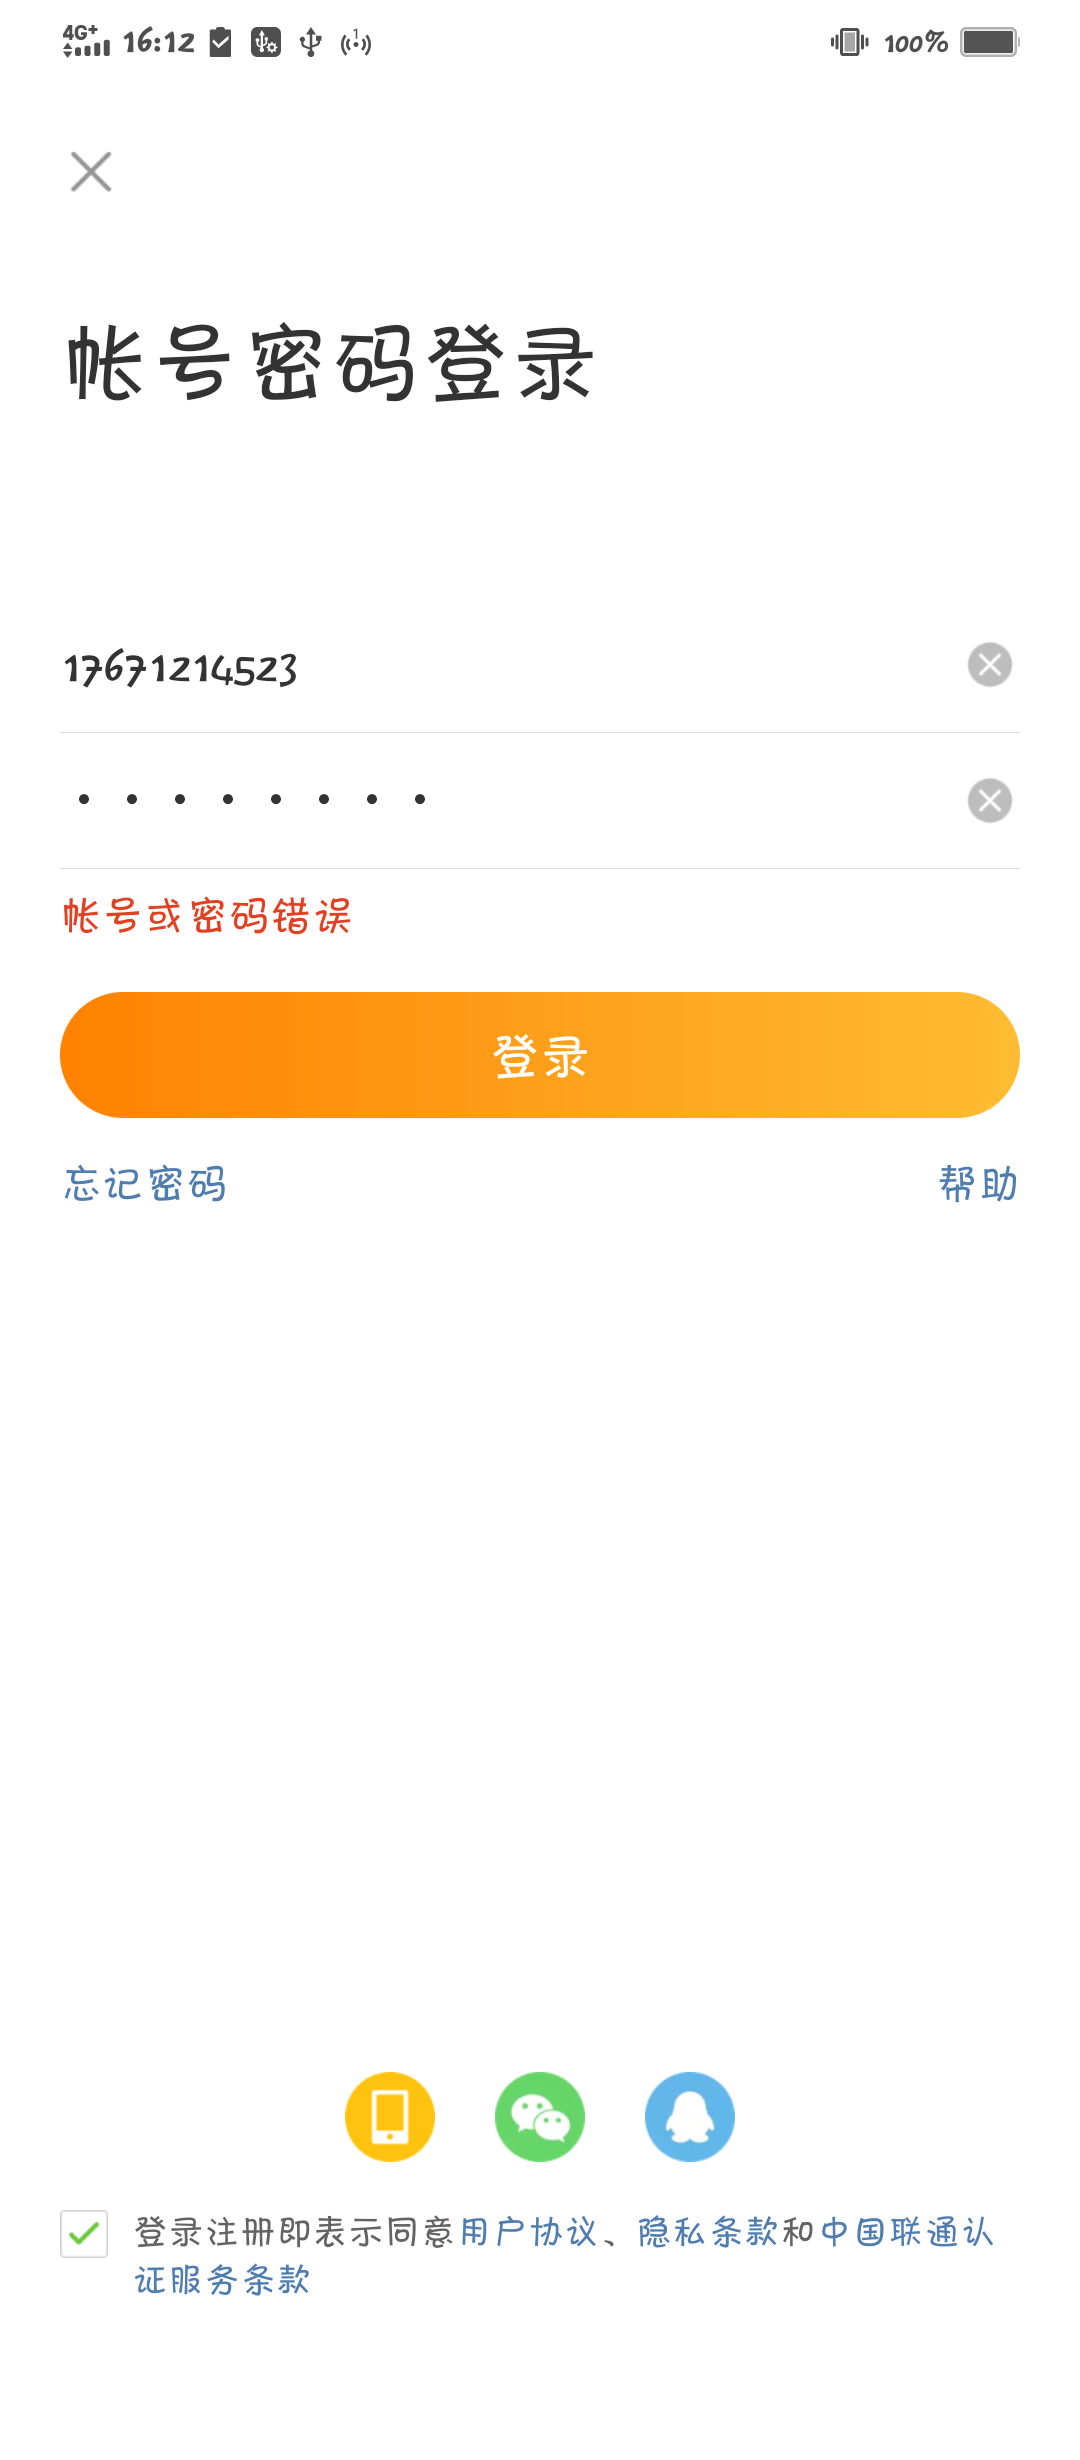 4G+ 16:12 100%
帐号密码登录
17671214523
帐号或密码错误
登录
忘记密码 帮助
登录注册即表示同意用户协议、隐私条款和中国联通认
证服务条款